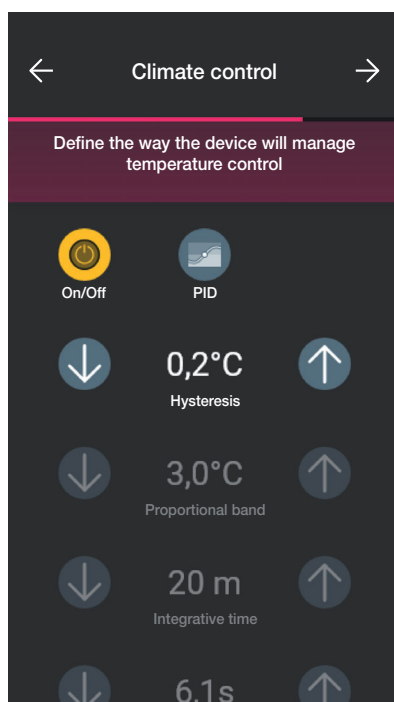 Climate control
Define the way the device will manage
temperature control
On/Off
PID
0,2°C
Hysteresis
3,0°C
Proportional band
20 m
Integrative time
6,1s